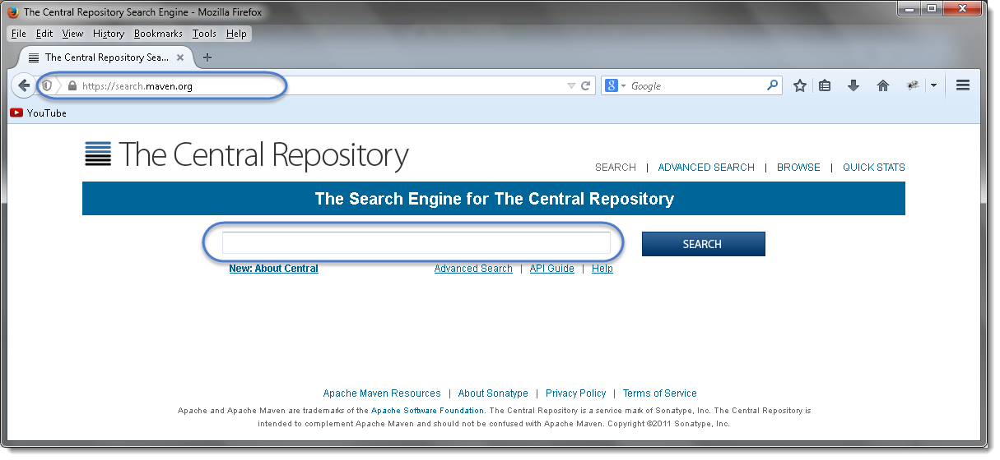 The Central Repository Search Engine - Mozilla Firefox
File Edit View History Bookmarks Tools Help
The Central Repository Sea...
https://search.maven.org
Google
YouTube
The Central Repository
SEARCH | ADVANCED SEARCH | BROWSE | QUICK STATS
The Search Engine for The Central Repository
SEARCH
New: About Central Advanced Search | API Guide | Help
Apache Maven Resources | About Sonatype | Privacy Policy | Terms of Service
Apache and Apache Maven are trademarks of the Apache Software Foundation. The Central Repository is a service mark of Sonatype, Inc. The Central Repository is
intended to complement Apache Maven and should not be confused with Apache Maven. Copyright ©2011 Sonatype, Inc.